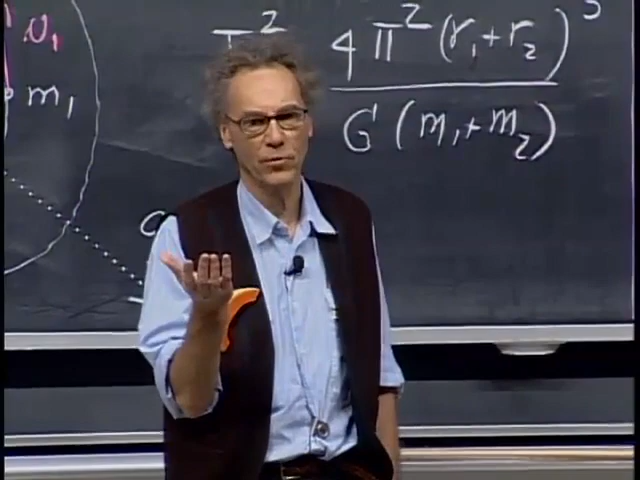 v₁
m₁
T² 4π²(r₁+r₂)³
G(m₁+m₂)